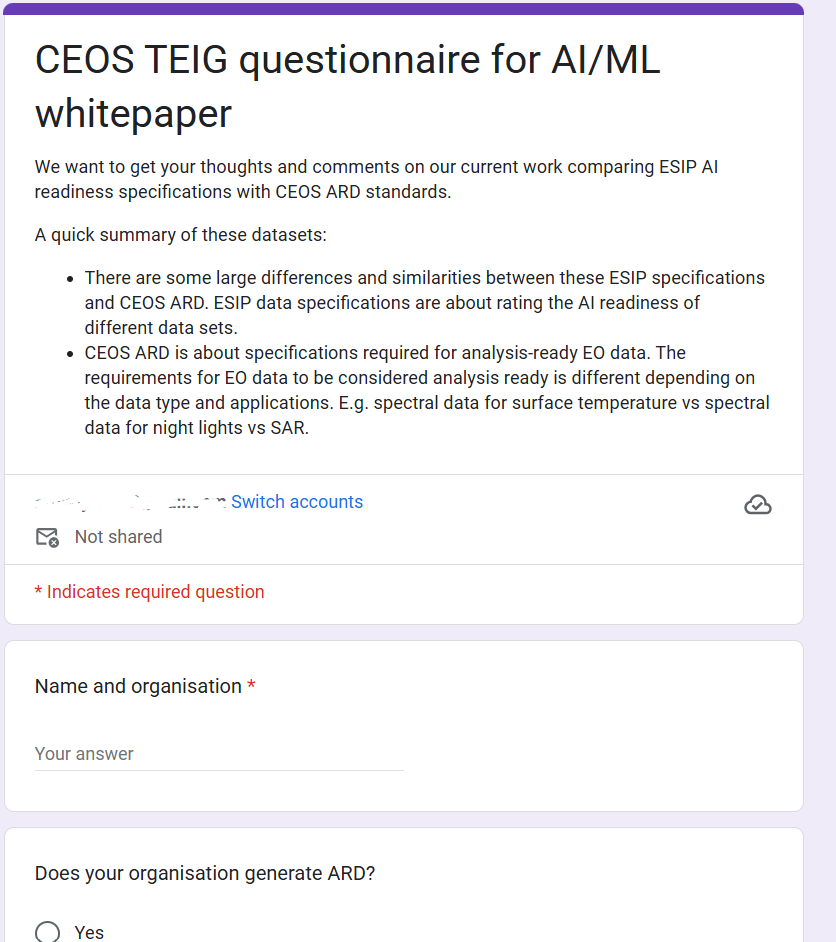 CEOS TEIG questionnaire for AI/ML
whitepaper
We want to get your thoughts and comments on our current work comparing ESIP AI
readiness specifications with CEOS ARD standards.
A quick summary of these datasets:
• There are some large differences and similarities between these ESIP specifications
and CEOS ARD. ESIP data specifications are about rating the AI readiness of
different data sets.
• CEOS ARD is about specifications required for analysis-ready EO data. The
requirements for EO data to be considered analysis ready is different depending on
the data type and applications. E.g. spectral data for surface temperature vs spectral
data for night lights vs SAR.
Switch accounts
Not shared
* Indicates required question
Name and organisation *
Your answer
Does your organisation generate ARD?
Yes